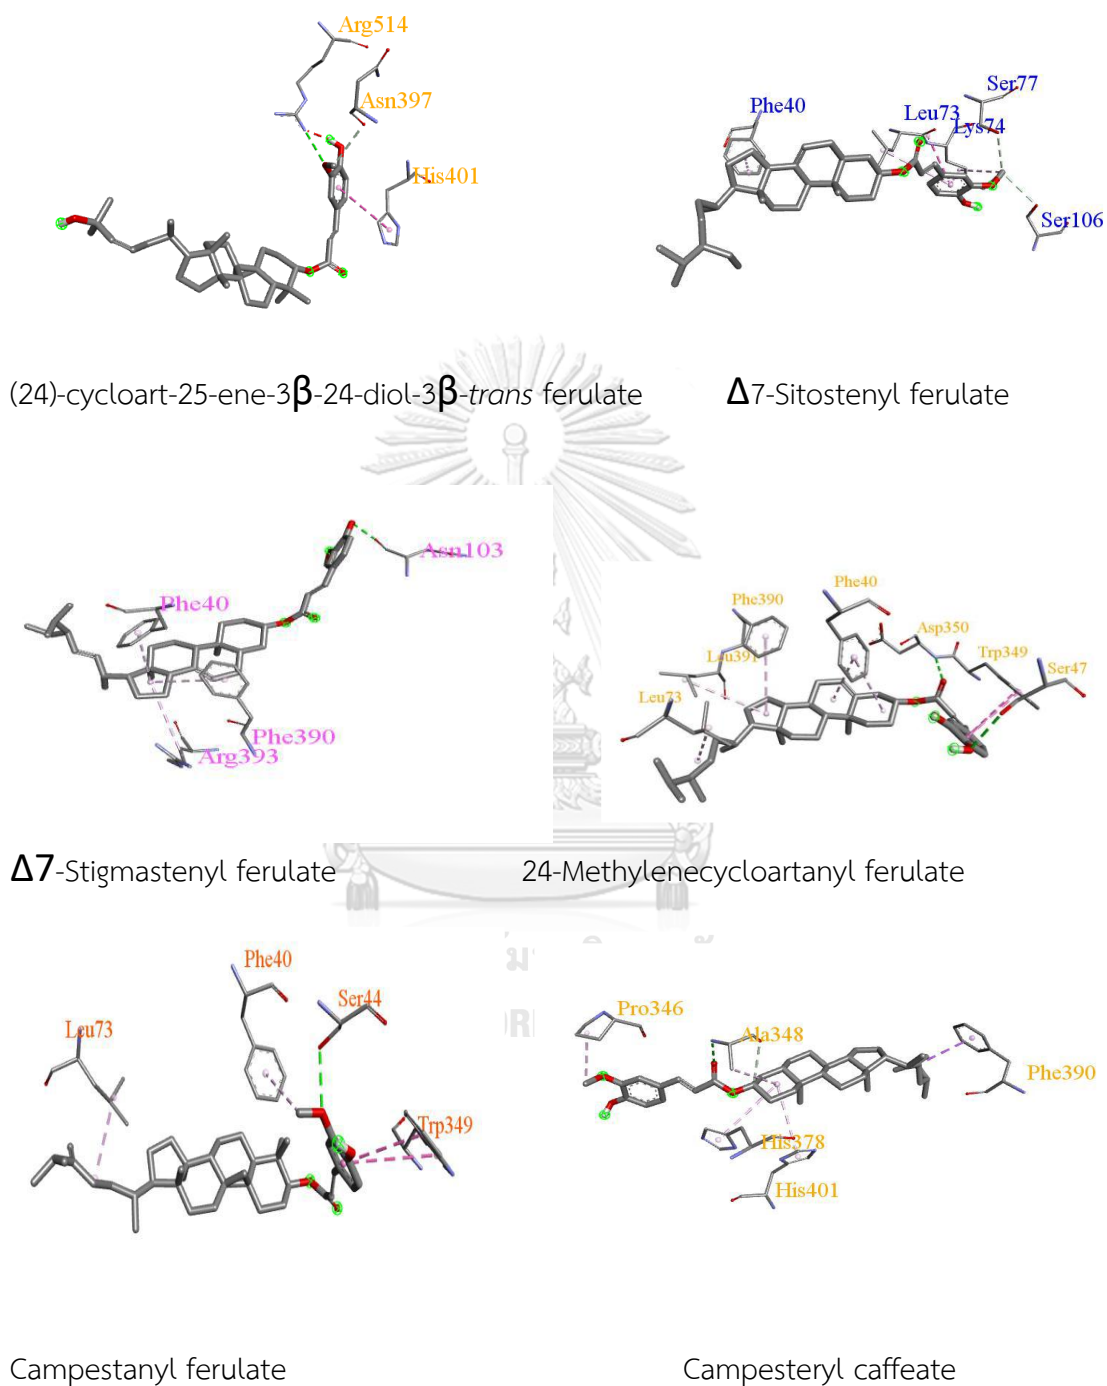 Arg514
Asn397
His401
Phe40
Leu73
Ser77
Lys74
Ser106
(24)-cycloart-25-ene-3β-24-diol-3β-trans ferulate
Δ7-Sitostenyl ferulate
Asn103
Phe40
Phe390
Arg393
Phe40
Phe390
Asp350
Trp349
Leu391
Ser47
Leu73
Δ7-Stigmastenyl ferulate
24-Methylenecycloartanyl ferulate
Phe40
Ser44
Leu73
Trp349
Pro346
Ala348
Phe390
His378
His401
Campestanyl ferulate
Campesteryl caffeate